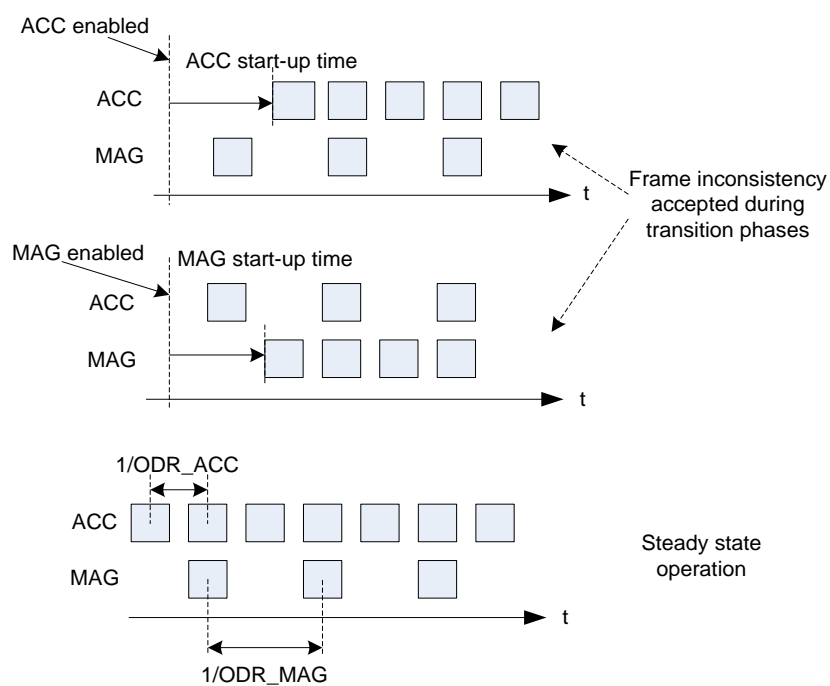 ACC enabled
ACC start-up time
ACC
MAG
t
Frame inconsistency
accepted during
transition phases
MAG enabled
MAG start-up time
ACC
MAG
t
1/ODR_ACC
ACC
MAG
t
1/ODR_MAG
Steady state
operation